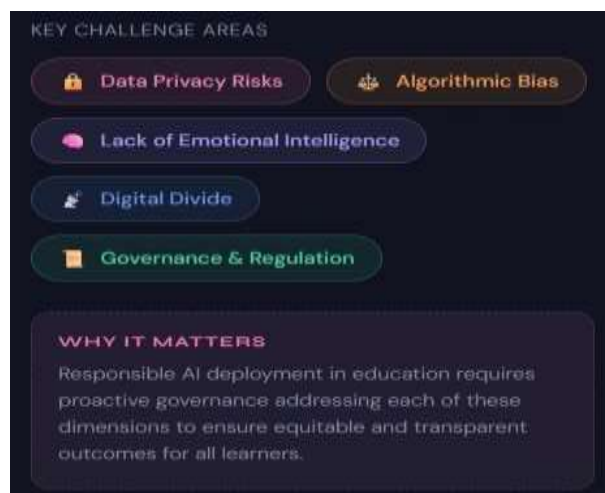 KEY CHALLENGE AREAS
Data Privacy Risks
Algorithmic Bias
Lack of Emotional Intelligence
Digital Divide
Governance & Regulation
WHY IT MATTERS
Responsible AI deployment in education requires
proactive governance addressing each of these
dimensions to ensure equitable and transparent
outcomes for all learners.